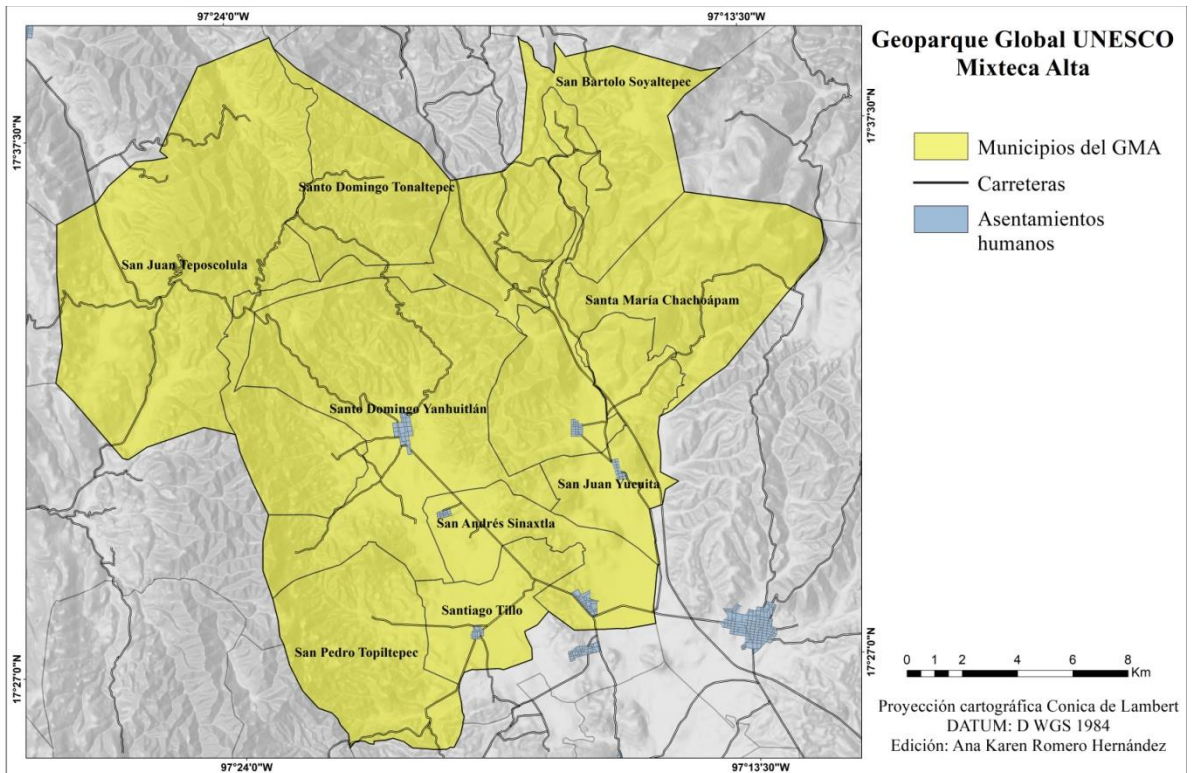 97°24'0"W
97°13'30"W
Geoparque Global UNESCO
Mixteca Alta
San Bartolo Soyaltepec
17°37'30"N
17°37'30"N
Municipios del GMA
Carreteras
Asentamientos
humanos
Santo Domingo Tonaltepec
San Juan Teposcolula
Santa María Chachoápam
Santo Domingo Yanhuitlán
San Juan Yucuita
San Andrés Sinaxtla
Santiago Tillo
San Pedro Topiltepec
17°27'0"N
17°27'0"N
0 1 2 4 6 8
Km
Proyección cartográfica Conica de Lambert
DATUM: D WGS 1984
Edición: Ana Karen Romero Hernández
97°24'0"W
97°13'30"W